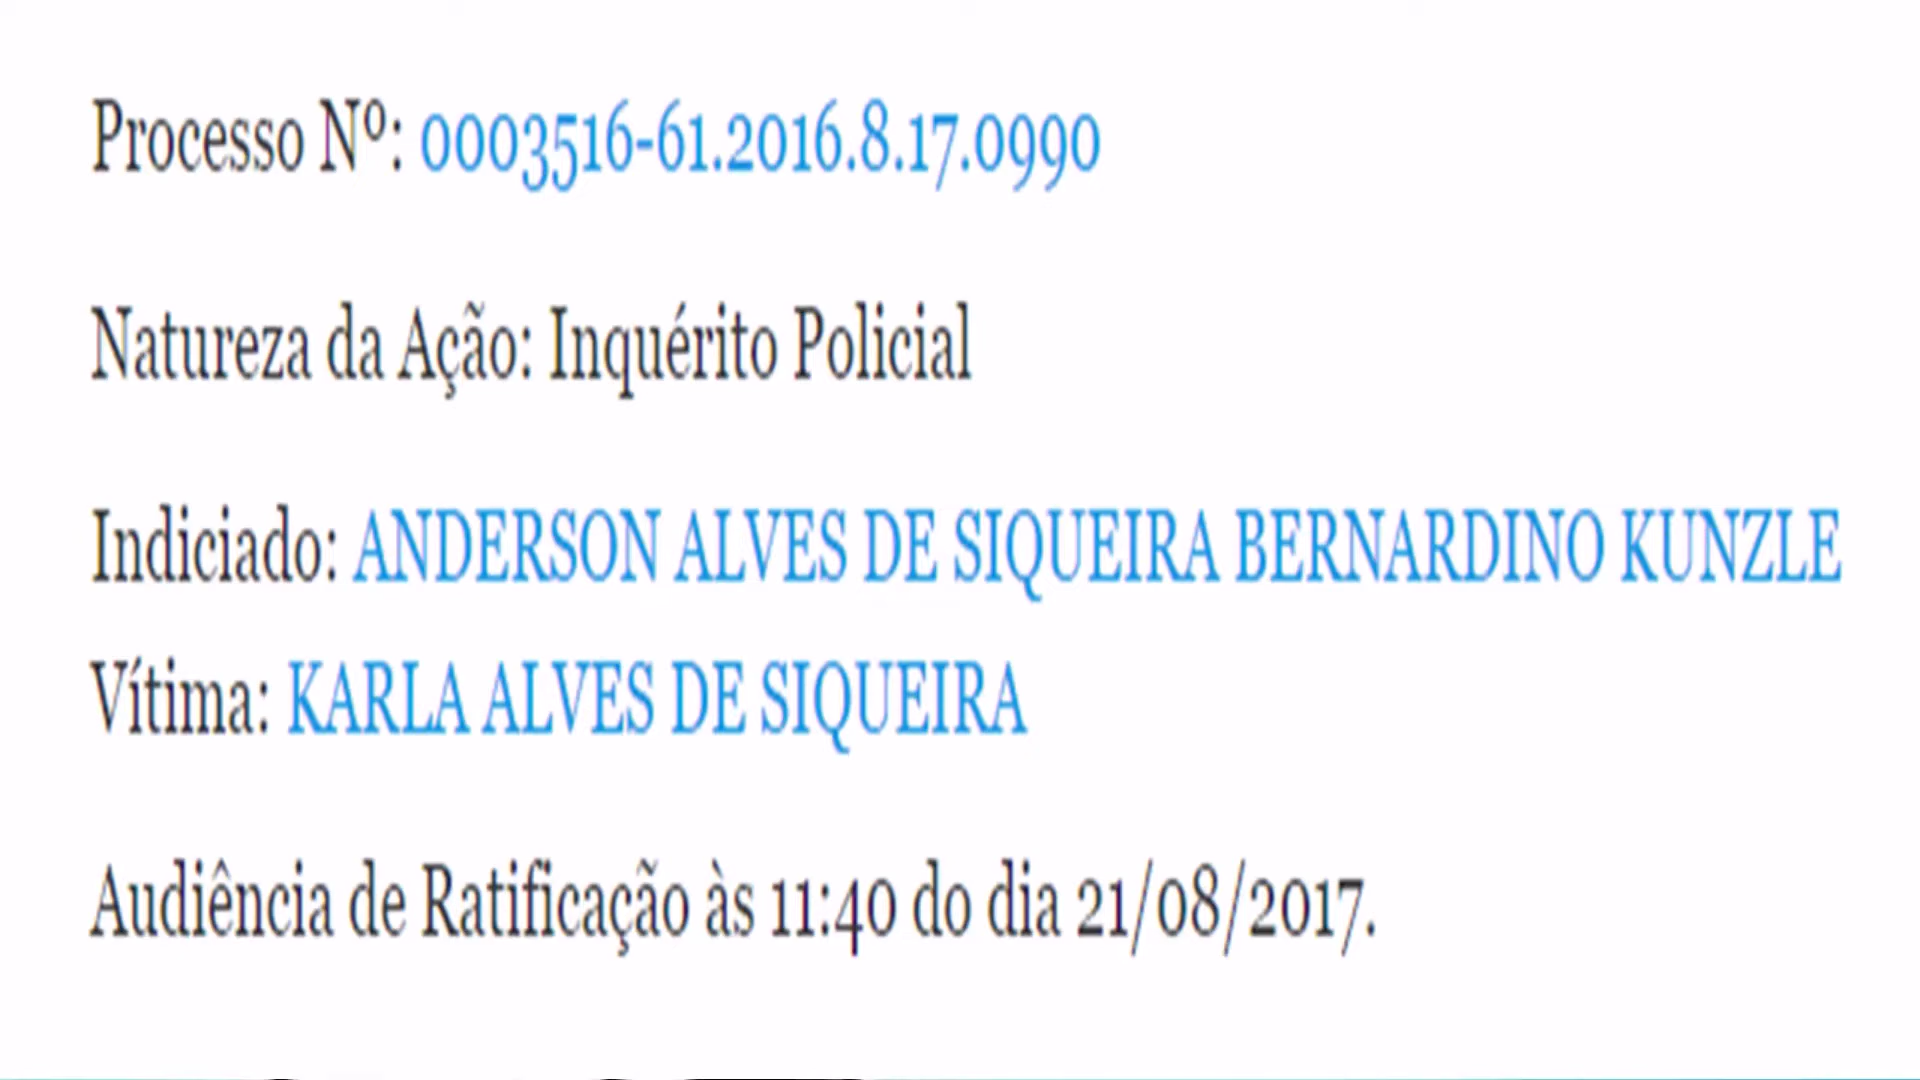 Processo Nº: 0003516-61.2016.8.17.0990
Natureza da Ação: Inquérito Policial
Indiciado: ANDERSON ALVES DE SIQUEIRA BERNARDINO KUNZLE
Vítima: KARLA ALVES DE SIQUEIRA
Audiência de Ratificação às 11:40 do dia 21/08/2017.